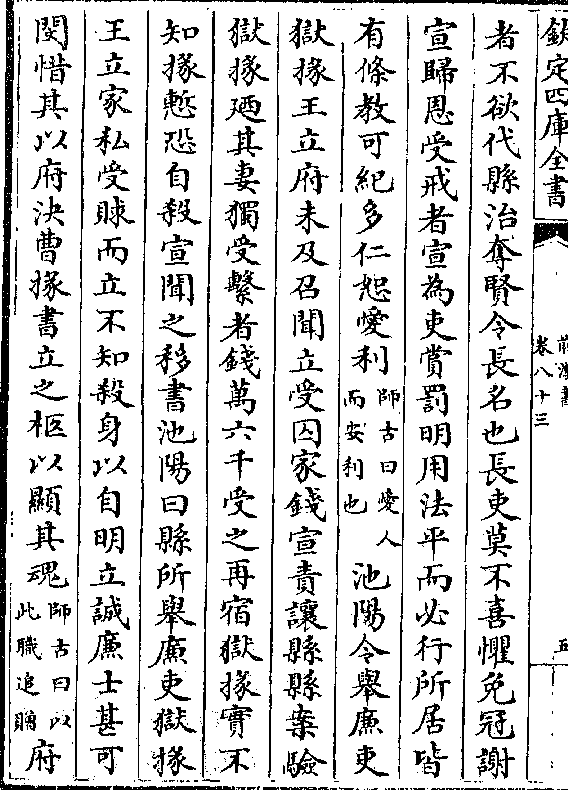 欽定四庫全書
前漢書
卷八十三
五
者不欲代縣治奪賢令長名也長吏莫不喜懼免冠謝
宣歸恩受戒者宣為吏賞罰明用法平而必行所居皆
有條教可紀多仁恕愛利師古曰愛人而安利也池陽令舉廉吏
獄掾王立府未及召聞立受囚家錢宣責讓縣縣案驗
獄掾廼其妻獨受繫者錢萬六千受之再宿獄掾實不
知掾慙恐自殺宣聞之移書池陽曰縣所舉廉吏獄掾
王立家私受賕而立不知殺身以自明立誠廉士甚可
閔惜其以府決曹掾書立之柩以顯其魂師古曰以此職追贈府